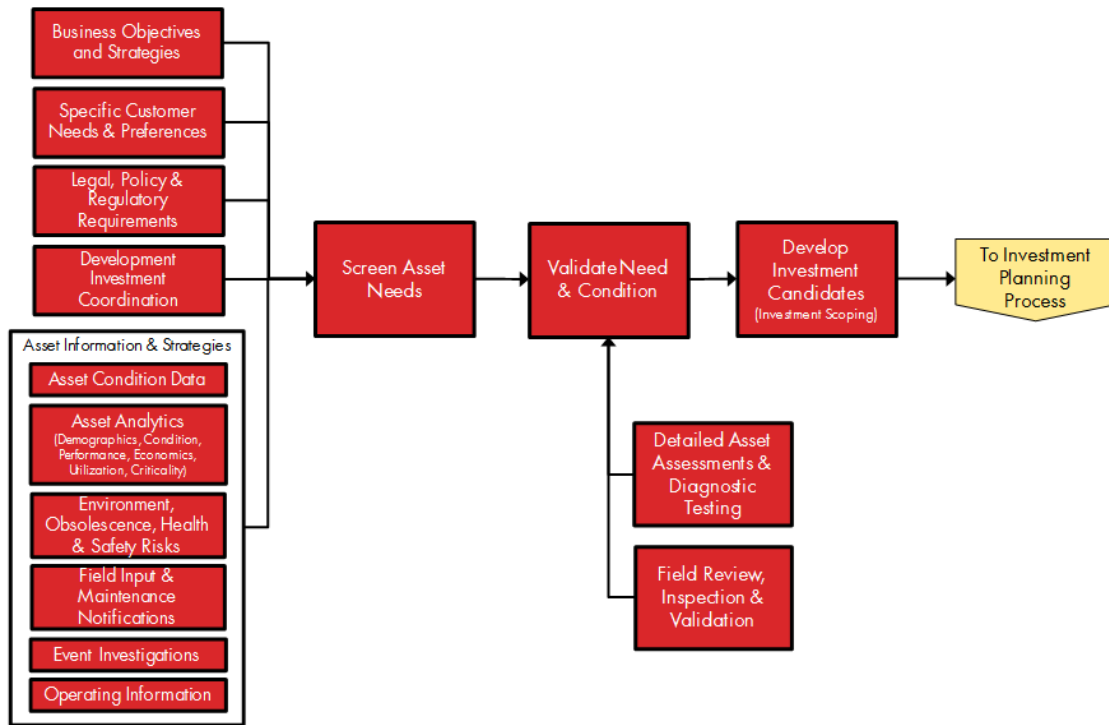 Business Objectives
and Strategies
Specific Customer
Needs & Preferences
Legal, Policy &
Regulatory
Requirements
Development
Investment
Coordination
Asset Information & Strategies
Asset Condition Data
Asset Analytics
(Demographics, Condition,
Performance, Economics,
Utilization, Criticality)
Environment,
Obsolescence, Health
& Safety Risks
Field Input &
Maintenance
Notifications
Event Investigations
Operating Information
Screen Asset
Needs
Validate Need
& Condition
Develop
Investment
Candidates
(Investment Scoping)
To Investment
Planning
Process
Detailed Asset
Assessments &
Diagnostic
Testing
Field Review,
Inspection &
Validation